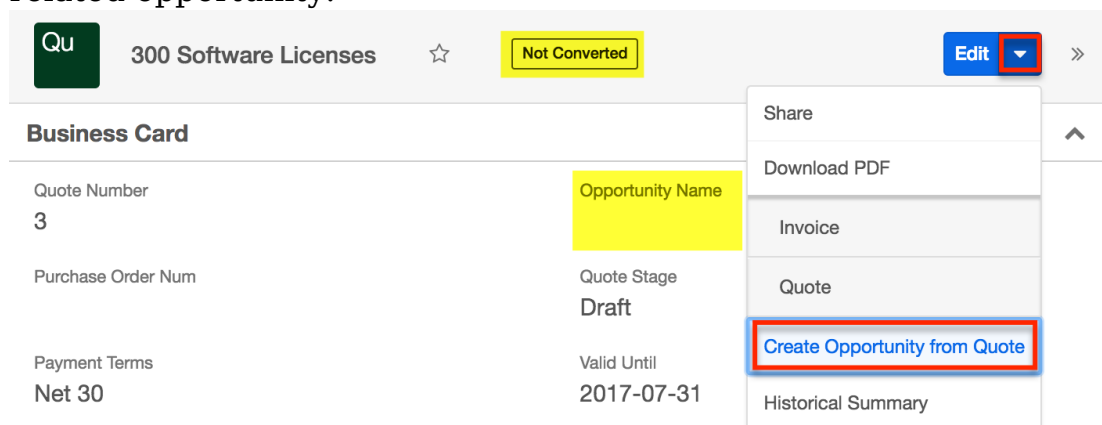 related opportunity.
Qu
300 Software Licenses
Not Converted
Edit
Business Card
Share
Download PDF
Invoice
Quote
Create Opportunity from Quote
Historical Summary
Quote Number
3
Opportunity Name
Purchase Order Num
Quote Stage
Draft
Payment Terms
Net 30
Valid Until
2017-07-31